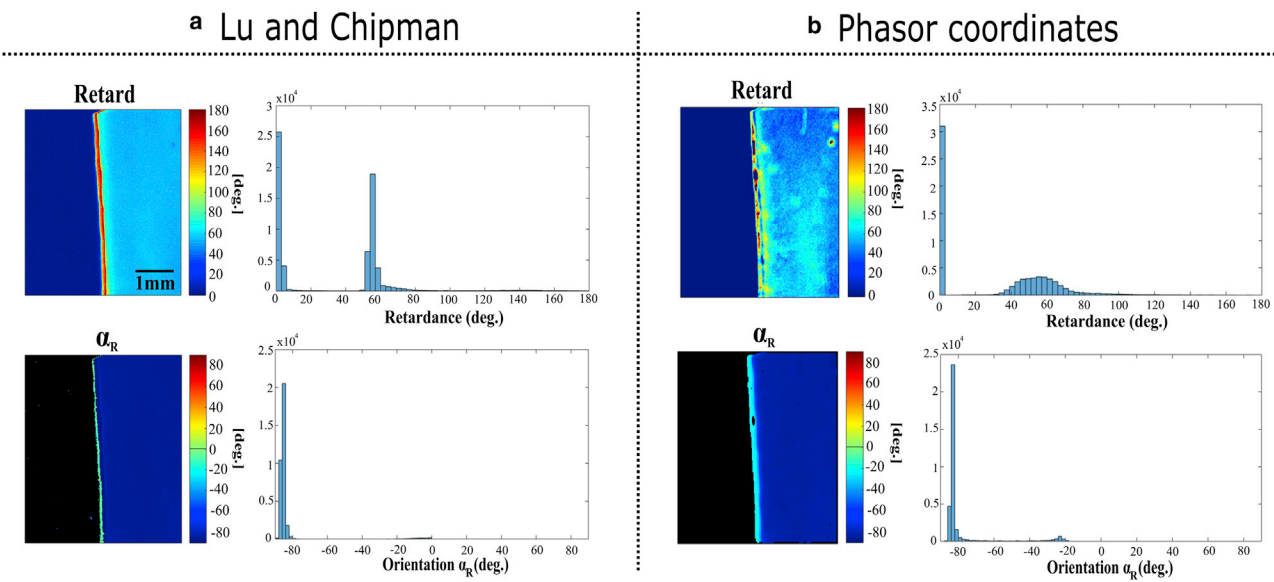 a Lu and Chipman
b Phasor coordinates
Retard
180
160
140
120
100
80
60
40
20
0
[deg.]
1mm
x10⁴
3
2.5
2
1.5
1
0.5
0
0 20 40 60 80 100 120 140 160 180
Retardance (deg.)
αR
80
60
40
20
0
-20
-40
-60
-80
[deg.]
x10⁴
2.5
2
1.5
1
0.5
0
-80 -60 -40 -20 0 20 40 60 80
Orientation αR(deg.)
Retard
180
160
140
120
100
80
60
40
20
0
[deg.]
x10⁴
3.5
3
2.5
2
1.5
1
0.5
0
0 20 40 60 80 100 120 140 160 180
Retardance (deg.)
αR
80
60
40
20
0
-20
-40
-60
-80
[deg.]
x10⁴
2.5
2
1.5
1
0.5
0
-80 -60 -40 -20 0 20 40 60 80
Orientation αR(deg.)